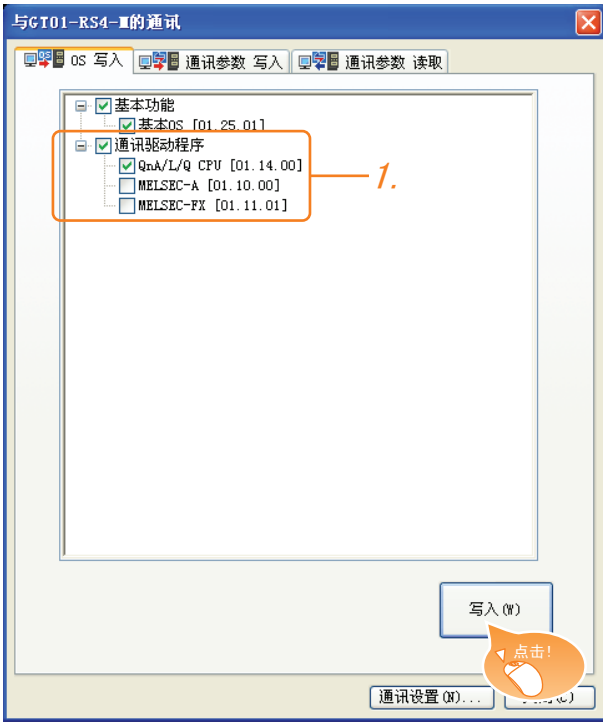 与GT01-RS4-M的通讯
OS 写入 通讯参数 写入 通讯参数 读取
基本功能
基本OS [01.25.01]
通讯驱动程序
QnA/L/Q CPU [01.14.00]
MELSEC-A [01.10.00]
MELSEC-FX [01.11.01]
1.
写入(W)
点击!
通讯设置(N)...